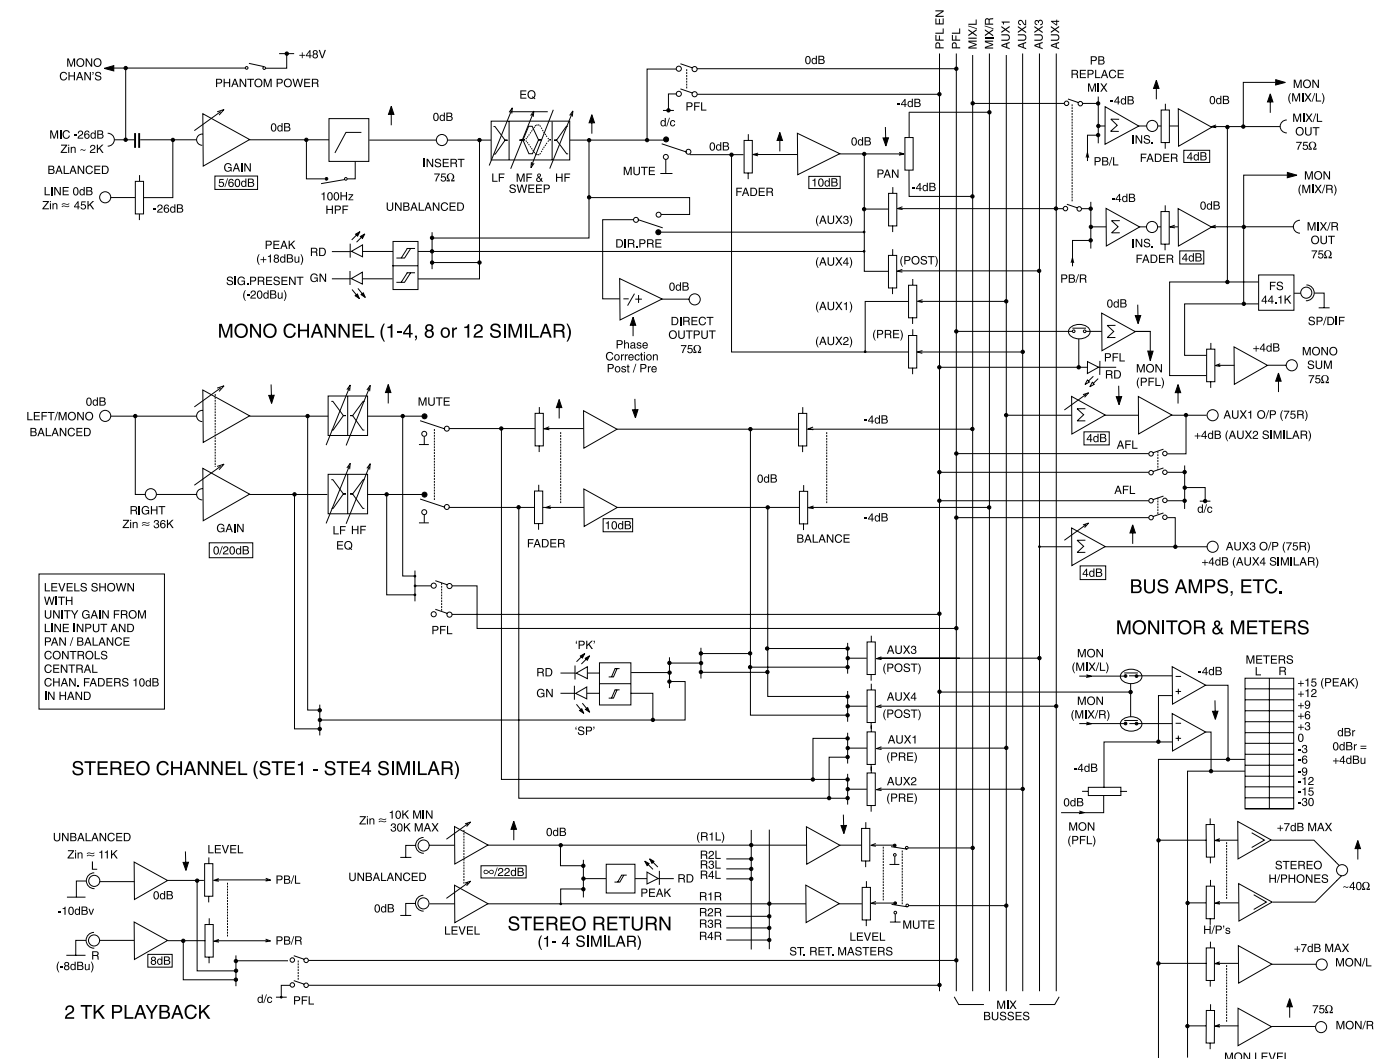 MONO
CHAN'S
+48V
PHANTOM POWER
MIC -26dB
Zin ~ 2K
BALANCED
LINE 0dB
Zin ≈ 45K
-26dB
GAIN
5/60dB
0dB
100Hz
HPF
0dB
INSERT
75Ω
UNBALANCED
EQ
LF MF & HF
SWEEP
PEAK RD
(+18dBu)
SIG.PRESENT GN
(-20dBu)
MONO CHANNEL (1-4, 8 or 12 SIMILAR)
d/c
PFL
0dB
MUTE
0dB
FADER
10dB
0dB
PAN
-4dB
-4dB
DIR.PRE
-/+
0dB
DIRECT
OUTPUT
75Ω
Phase
Correction
Post / Pre
(AUX3)
(AUX4)
(POST)
(AUX1)
(PRE)
(AUX2)
PFL EN
PFL
MIX/L
MIX/R
AUX1
AUX2
AUX3
AUX4
PB
REPLACE
MIX
-4dB
Σ
INS.
FADER
4dB
0dB
PB/L
MON
(MIX/L)
MIX/L
OUT
75Ω
MON
(MIX/R)
-4dB
Σ
INS.
FADER
4dB
0dB
PB/R
MIX/R
OUT
75Ω
FS
44.1K
SP/DIF
0dB
Σ
PFL
RD
MON
(PFL)
+4dB
MONO
SUM
75Ω
Σ
4dB
AUX1 O/P (75R)
+4dB (AUX2 SIMILAR)
AFL
AFL
d/c
Σ
4dB
AUX3 O/P (75R)
+4dB (AUX4 SIMILAR)
BUS AMPS, ETC.
0dB
LEFT/MONO
BALANCED
RIGHT
Zin ≈ 36K
GAIN
0/20dB
LF HF
EQ
MUTE
FADER
10dB
0dB
-4dB
-4dB
BALANCE
PFL
LEVELS SHOWN
WITH
UNITY GAIN FROM
LINE INPUT AND
PAN / BALANCE
CONTROLS
CENTRAL
CHAN. FADERS 10dB
IN HAND
'PK'
RD
GN
'SP'
AUX3
(POST)
AUX4
(POST)
AUX1
(PRE)
AUX2
(PRE)
STEREO CHANNEL (STE1 - STE4 SIMILAR)
MONITOR & METERS
MON
(MIX/L)
MON
(MIX/R)
- +
- +
-4dB
-4dB
0dB
MON
(PFL)
METERS
L R
+15 (PEAK)
+12
+9
+6
+3
0
-3
-6
-9
-12
-15
-30
dBr
0dBr =
+4dBu
+7dB MAX
STEREO
H/PHONES
~40Ω
H/P's
+7dB MAX
MON/L
75Ω
MON/R
MON LEVEL
UNBALANCED
Zin ≈ 11K
L
-10dBv
0dB
LEVEL
PB/L
PB/R
R
(-8dBu)
8dB
d/c
PFL
2 TK PLAYBACK
Zin ≈ 10K MIN
30K MAX
UNBALANCED
0dB
∞/22dB
LEVEL
0dB
PEAK
RD
(R1L)
R2L
R3L
R4L
R1R
R2R
R3R
R4R
STEREO RETURN
(1- 4 SIMILAR)
LEVEL
MUTE
ST. RET. MASTERS
MIX
BUSSES